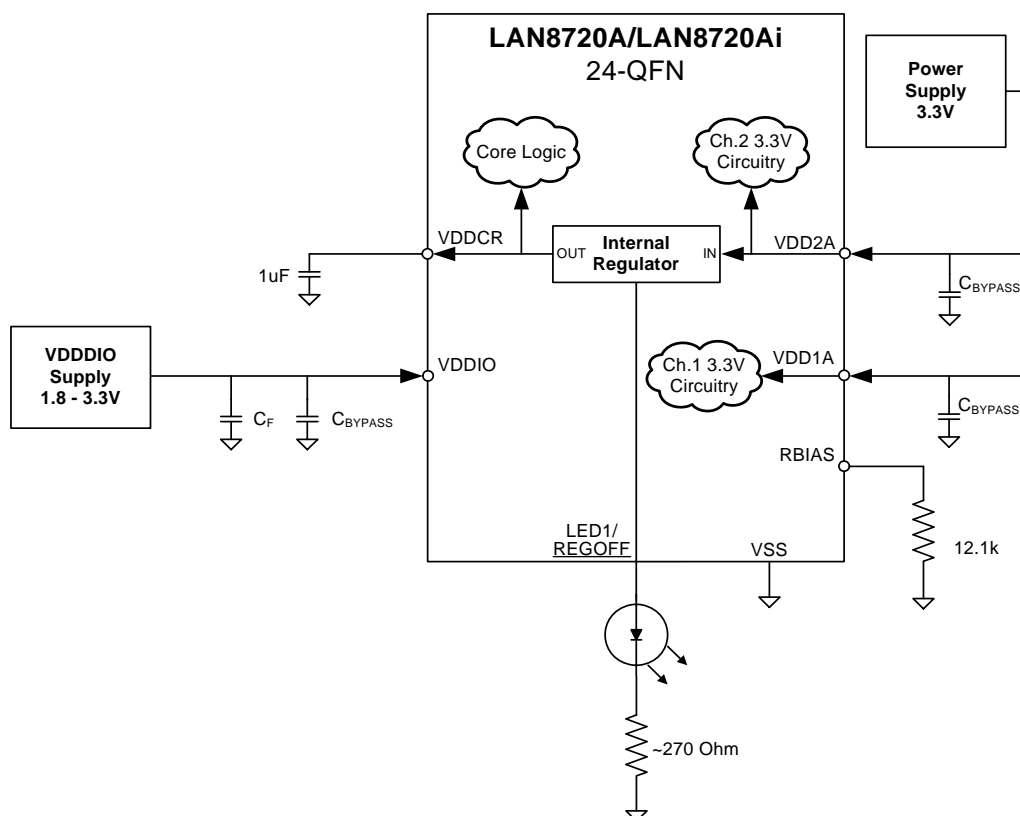 LAN8720A/LAN8720Ai
24-QFN
Power
Supply
3.3V
Core Logic
Ch.2 3.3V
Circuitry
VDDCR
OUT
Internal
Regulator
IN
VDD2A
1uF
CBYPASS
VDDDIO
Supply
1.8 - 3.3V
VDDIO
CF
CBYPASS
Ch.1 3.3V
Circuitry
VDD1A
CBYPASS
RBIAS
12.1k
LED1/
REGOFF
VSS
~270 Ohm